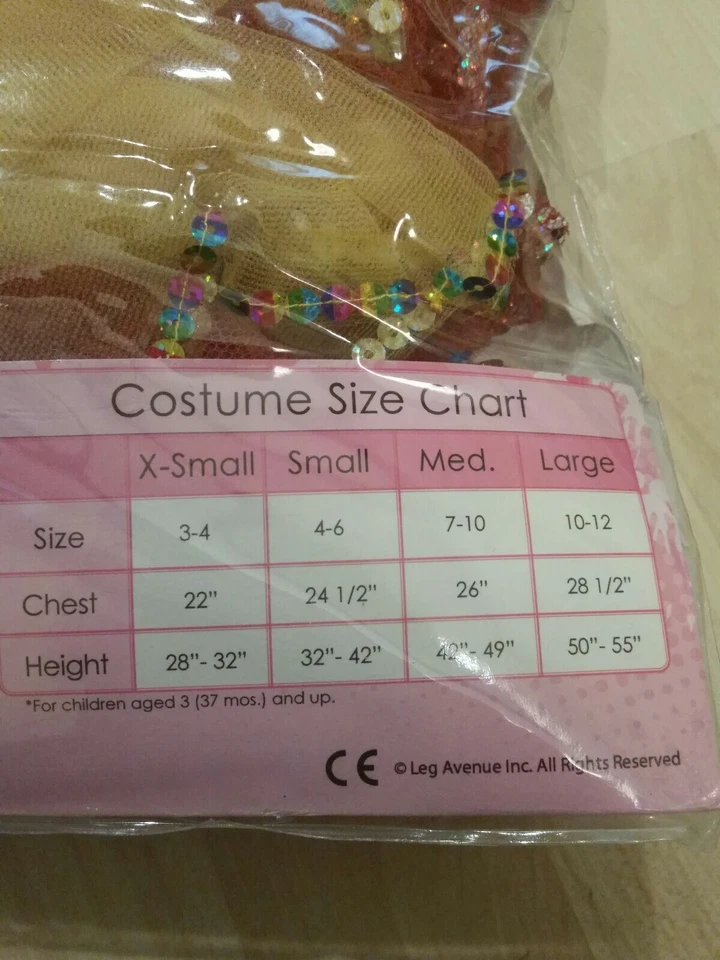 Costume Size Chart
X-Small Small Med. Large
Size 3-4 4-6 7-10 10-12
Chest 22" 24 1/2" 26" 28 1/2"
Height 28"- 32" 32"- 42" 42"- 49" 50"- 55"
*For children aged 3 (37 mos.) and up.
CE © Leg Avenue Inc. All Rights Reserved